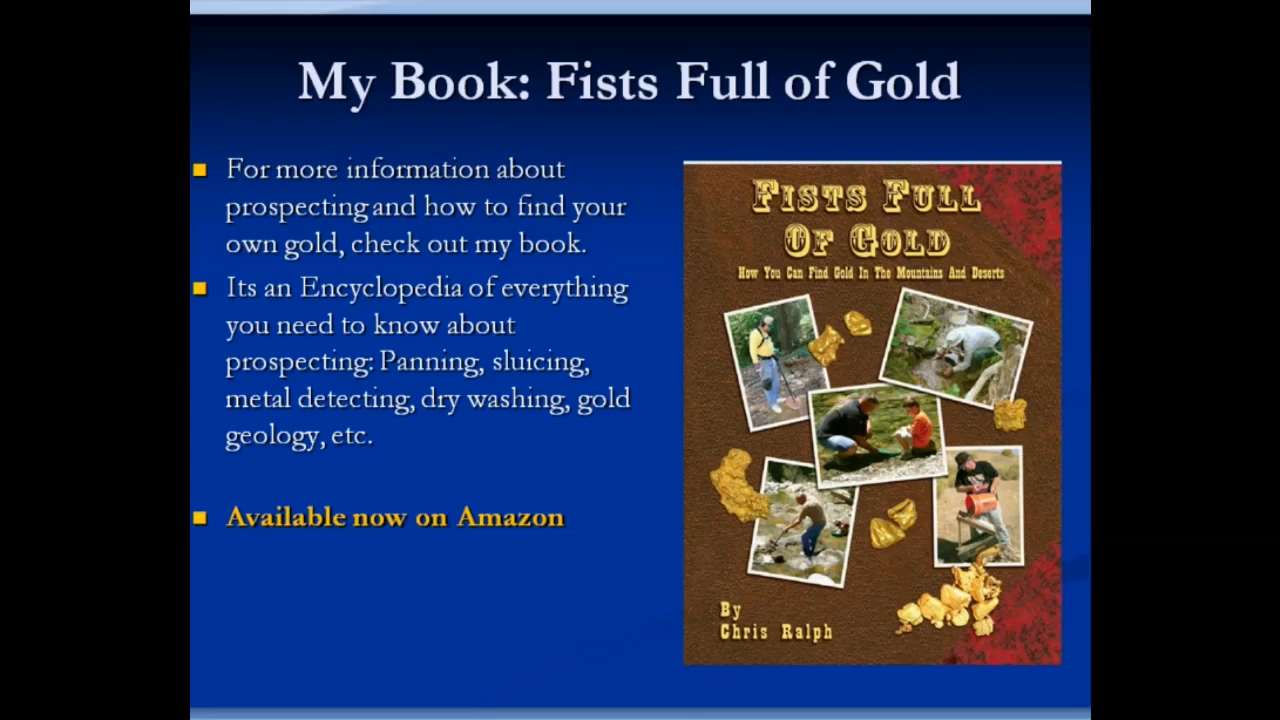 My Book: Fists Full of Gold
For more information about
prospecting and how to find your
own gold, check out my book.
Its an Encyclopedia of everything
you need to know about
prospecting: Panning, sluicing,
metal detecting, dry washing, gold
geology, etc.
Available now on Amazon
FISTS FULL
OF GOLD
How You Can Find Gold In The Mountains And Deserts
By
Chris Ralph